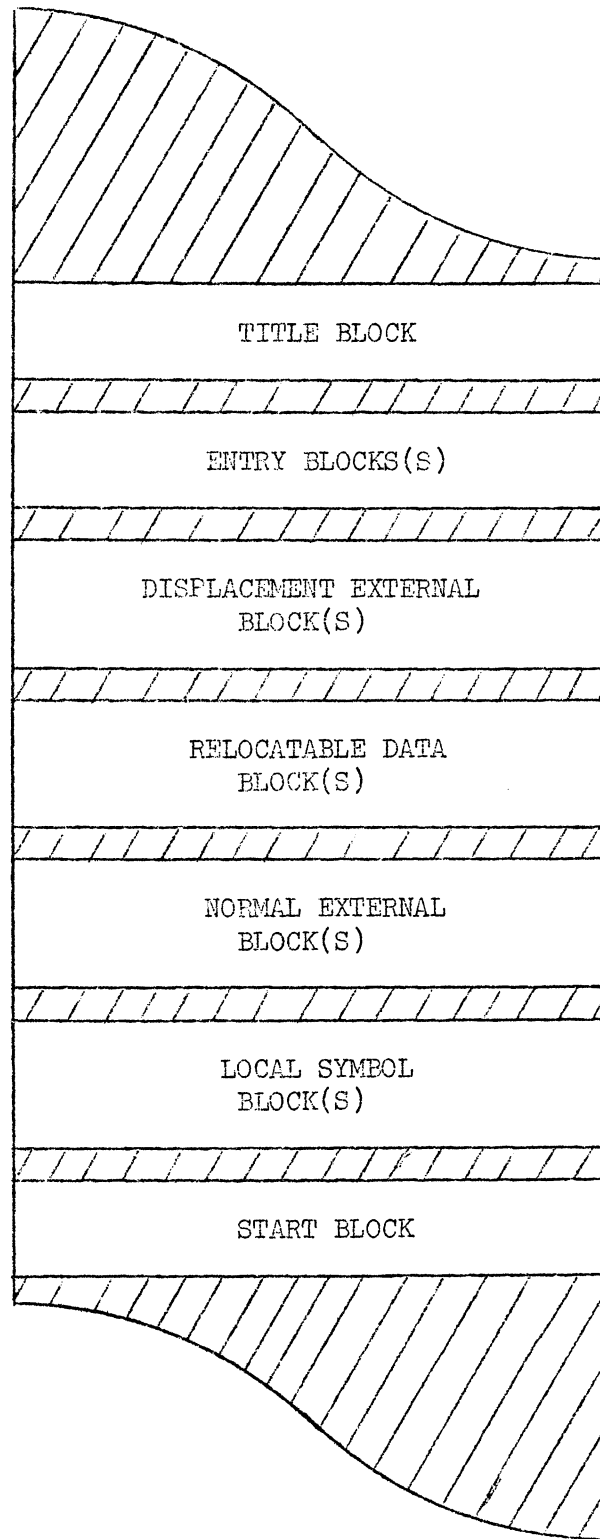 TITLE BLOCK
ENTRY BLOCKS(S)
DISPLACEMENT EXTERNAL
BLOCK(S)
RELOCATABLE DATA
BLOCK(S)
NORMAL EXTERNAL
BLOCK(S)
LOCAL SYMBOL
BLOCK(S)
START BLOCK